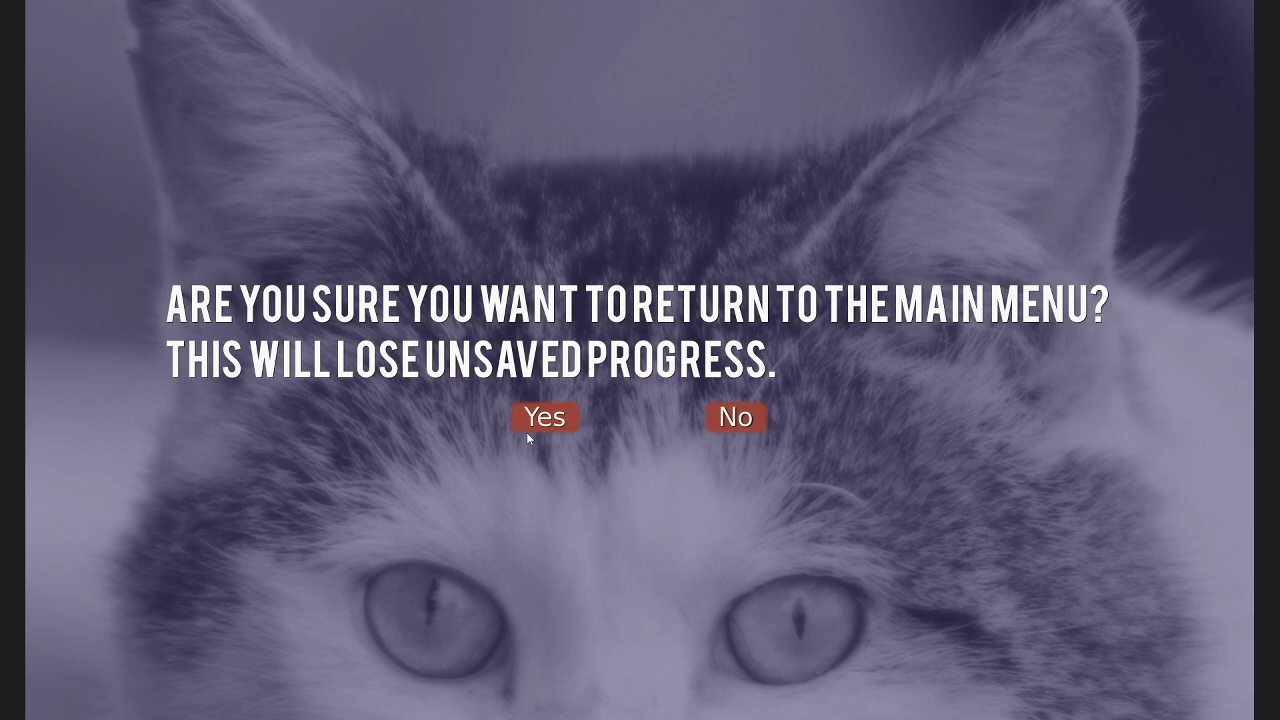 ARE YOU SURE YOU WANT TO RETURN TO THE MAIN MENU?
THIS WILL LOSE UNSAVED PROGRESS.
Yes No